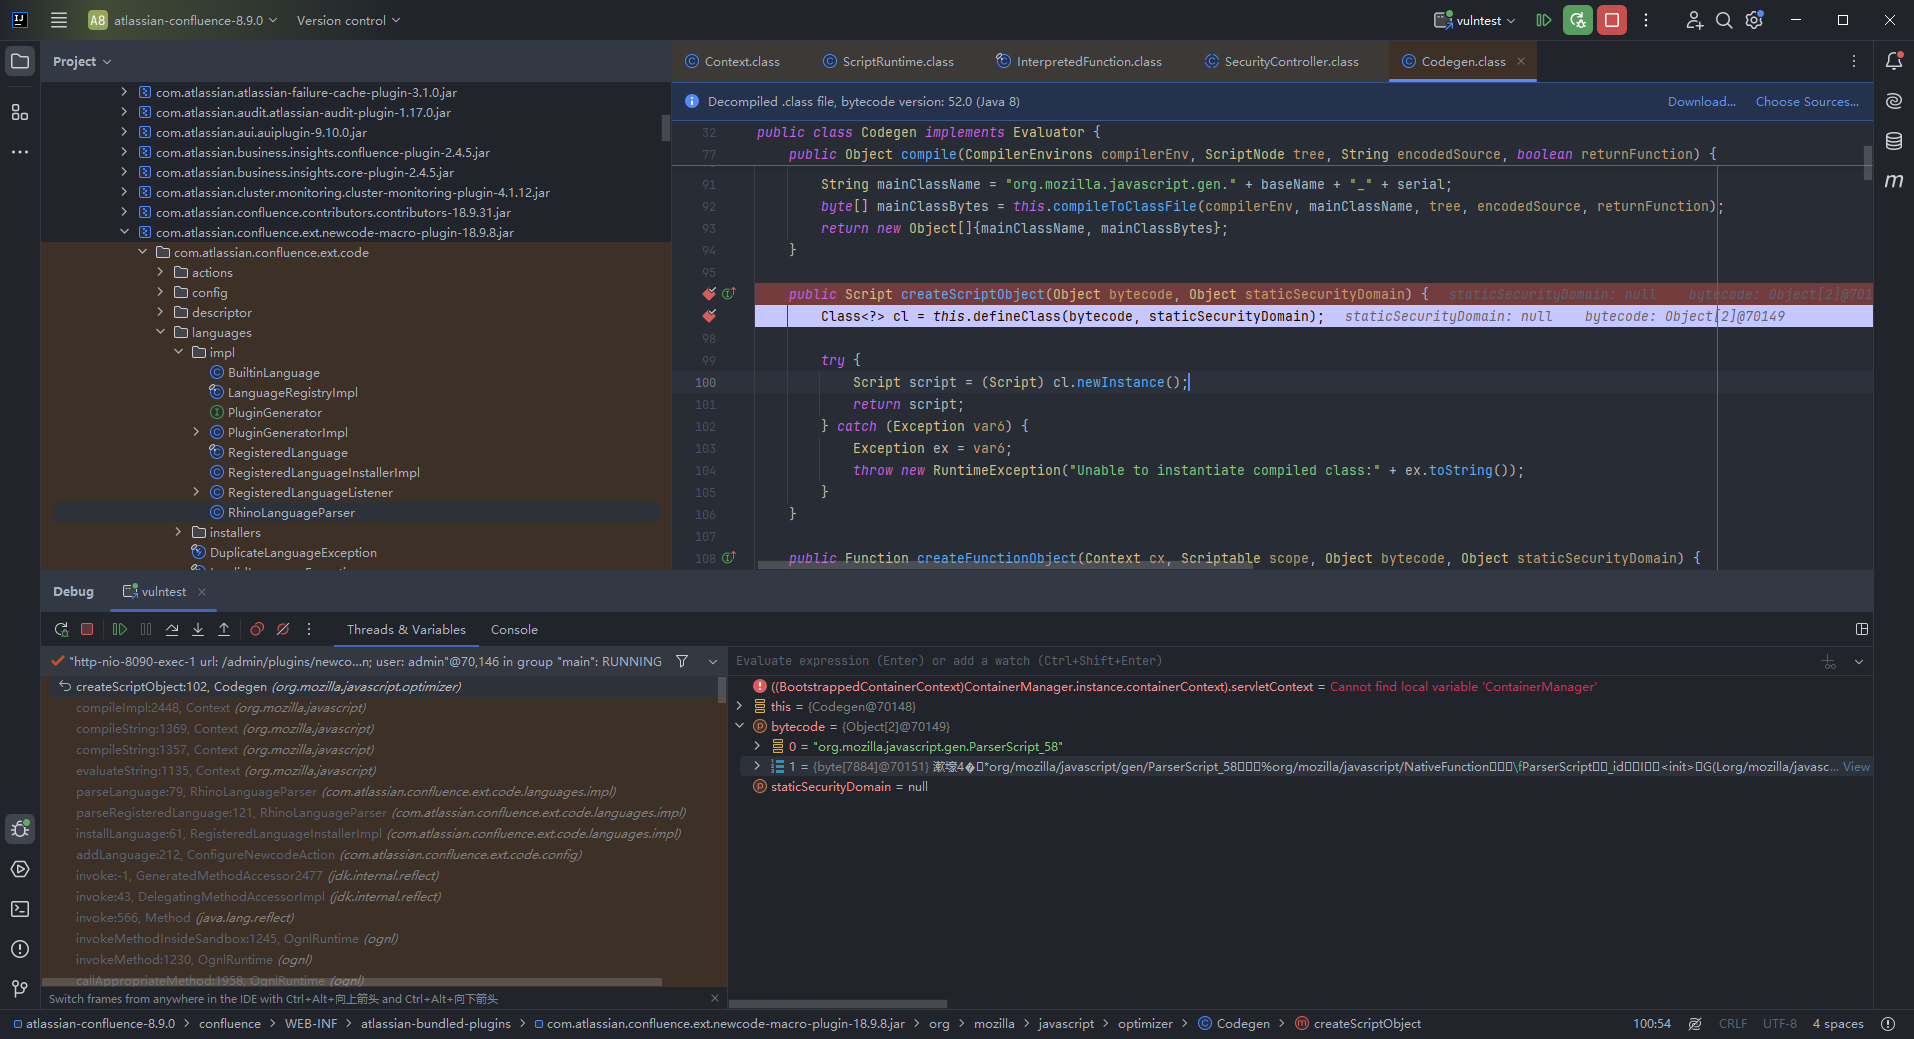 A8 atlassian-confluence-8.9.0 Version control vulntest
Project
Context.class ScriptRuntime.class InterpretedFunction.class SecurityController.class Codegen.class
com.atlassian.atlassian-failure-cache-plugin-3.1.0.jar
com.atlassian.audit.atlassian-audit-plugin-1.17.0.jar
com.atlassian.aui.auiplugin-9.10.0.jar
com.atlassian.business.insights.confluence-plugin-2.4.5.jar
com.atlassian.business.insights.core-plugin-2.4.5.jar
com.atlassian.cluster.monitoring.cluster-monitoring-plugin-4.1.12.jar
com.atlassian.confluence.contributors.contributors-18.9.31.jar
com.atlassian.confluence.ext.newcode-macro-plugin-18.9.8.jar
com.atlassian.confluence.ext.code
actions
config
descriptor
languages
impl
BuiltinLanguage
LanguageRegistryImpl
PluginGenerator
PluginGeneratorImpl
RegisteredLanguage
RegisteredLanguageInstallerImpl
RegisteredLanguageListener
RhinoLanguageParser
installers
DuplicateLanguageException
Decompiled .class file, bytecode version: 52.0 (Java 8) Download... Choose Sources...
32 public class Codegen implements Evaluator {
77 public Object compile(CompilerEnvirons compilerEnv, ScriptNode tree, String encodedSource, boolean returnFunction) {
91 String mainClassName = "org.mozilla.javascript.gen." + baseName + "_" + serial;
92 byte[] mainClassBytes = this.compileToClassFile(compilerEnv, mainClassName, tree, encodedSource, returnFunction);
93 return new Object[]{mainClassName, mainClassBytes};
94 }
95
public Script createScriptObject(Object bytecode, Object staticSecurityDomain) { staticSecurityDomain: null bytecode: Object[2]@701
Class<?> cl = this.defineClass(bytecode, staticSecurityDomain); staticSecurityDomain: null bytecode: Object[2]@70149
98
99 try {
100 Script script = (Script) cl.newInstance();
101 return script;
102 } catch (Exception var6) {
103 Exception ex = var6;
104 throw new RuntimeException("Unable to instantiate compiled class:" + ex.toString());
105 }
106 }
107
108 public Function createFunctionObject(Context cx, Scriptable scope, Object bytecode, Object staticSecurityDomain) {
Debug vulntest
Threads & Variables Console
"http-nio-8090-exec-1 url: /admin/plugins/newco...n; user: admin"@70,146 in group "main": RUNNING
createScriptObject:102, Codegen (org.mozilla.javascript.optimizer)
compileImpl:2448, Context (org.mozilla.javascript)
compileString:1369, Context (org.mozilla.javascript)
compileString:1357, Context (org.mozilla.javascript)
evaluateString:1135, Context (org.mozilla.javascript)
parseLanguage:79, RhinoLanguageParser (com.atlassian.confluence.ext.code.languages.impl)
parseRegisteredLanguage:121, RhinoLanguageParser (com.atlassian.confluence.ext.code.languages.impl)
installLanguage:61, RegisteredLanguageInstallerImpl (com.atlassian.confluence.ext.code.languages.impl)
addLanguage:212, ConfigureNewcodeAction (com.atlassian.confluence.ext.code.config)
invoke:-1, GeneratedMethodAccessor2477 (jdk.internal.reflect)
invoke:43, DelegatingMethodAccessorImpl (jdk.internal.reflect)
invoke:566, Method (java.lang.reflect)
invokeMethodInsideSandbox:1245, OgnlRuntime (ognl)
invokeMethod:1230, OgnlRuntime (ognl)
callAppropriateMethod:1958, OgnlRuntime (ognl)
Switch frames from anywhere in the IDE with Ctrl+Alt+向上箭头 and Ctrl+Alt+向下箭头
Evaluate expression (Enter) or add a watch (Ctrl+Shift+Enter)
((BootstrappedContainerContext)ContainerManager.instance.containerContext).servletContext = Cannot find local variable 'ContainerManager'
this = {Codegen@70148}
bytecode = {Object[2]@70149}
0 = "org.mozilla.javascript.gen.ParserScript_58"
1 = {byte[7884]@70151} *org/mozilla/javascript/gen/ParserScript_58 %org/mozilla/javascript/NativeFunction \fParserScript _id I <init> G(Lorg/mozilla/javasc... View
staticSecurityDomain = null
atlassian-confluence-8.9.0 confluence WEB-INF atlassian-bundled-plugins com.atlassian.confluence.ext.newcode-macro-plugin-18.9.8.jar org mozilla javascript optimizer Codegen createScriptObject 100:54 CRLF UTF-8 4 spaces